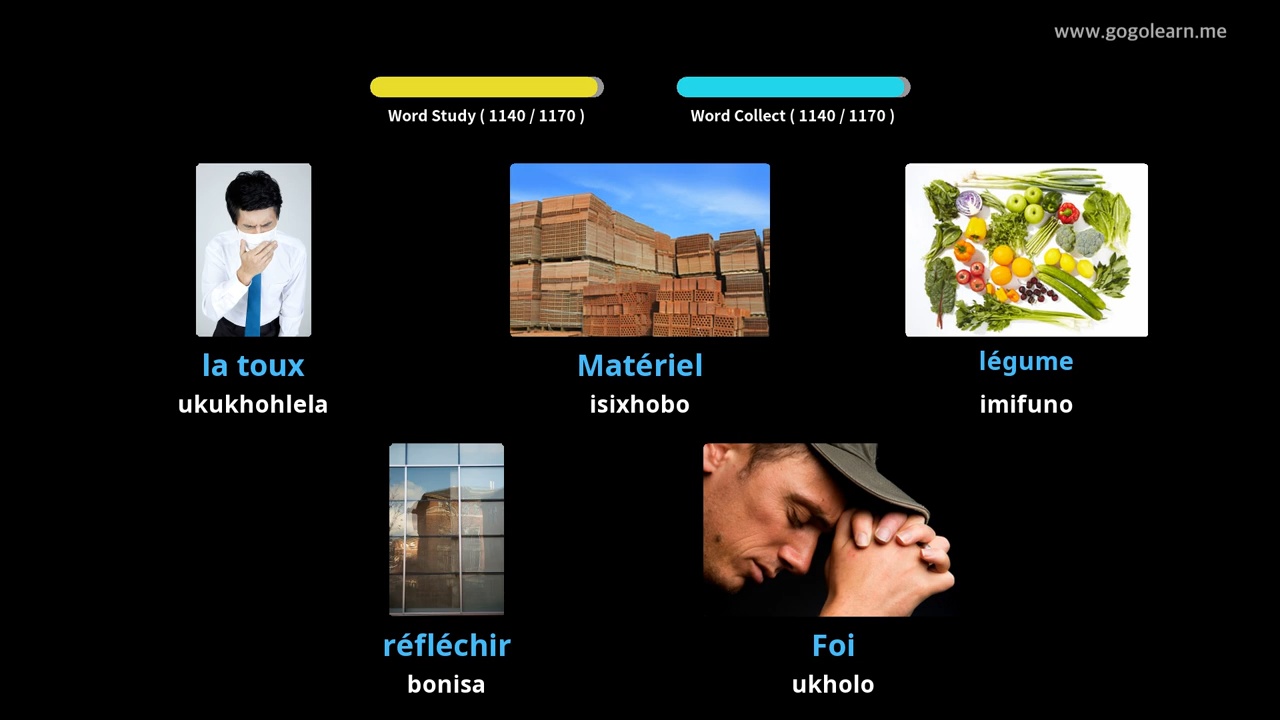 www.gogolearn.me
Word Study ( 1140 / 1170 )
Word Collect ( 1140 / 1170 )
la toux
Matériel
légume
ukukhohlela
isixhobo
imifuno
réfléchir
Foi
bonisa
ukholo